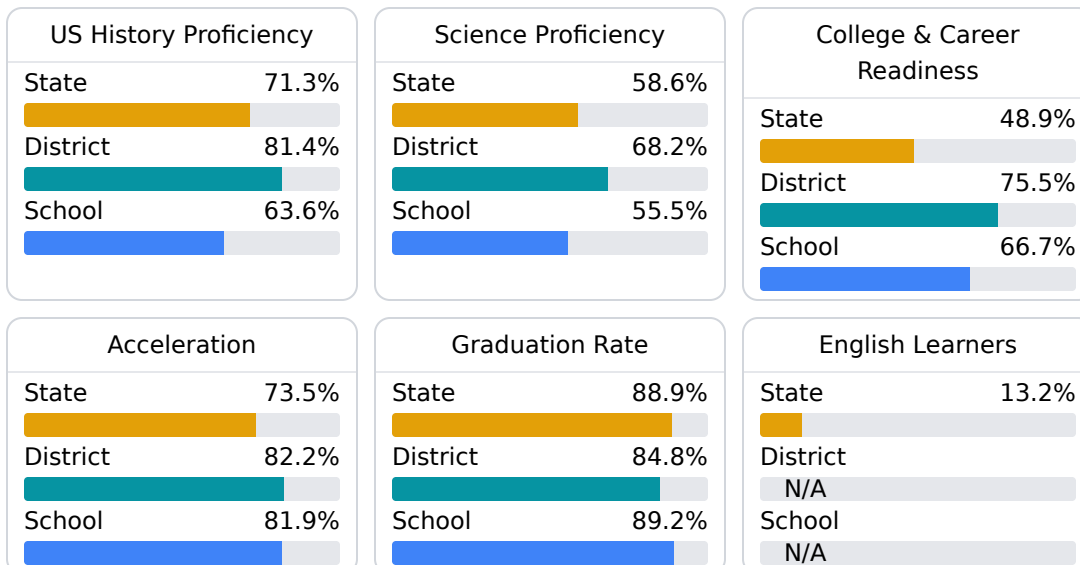 US History Proficiency
State 71.3%
District 81.4%
School 63.6%
Science Proficiency
State 58.6%
District 68.2%
School 55.5%
College & Career
Readiness
State 48.9%
District 75.5%
School 66.7%
Acceleration
State 73.5%
District 82.2%
School 81.9%
Graduation Rate
State 88.9%
District 84.8%
School 89.2%
English Learners
State 13.2%
District
N/A
School
N/A